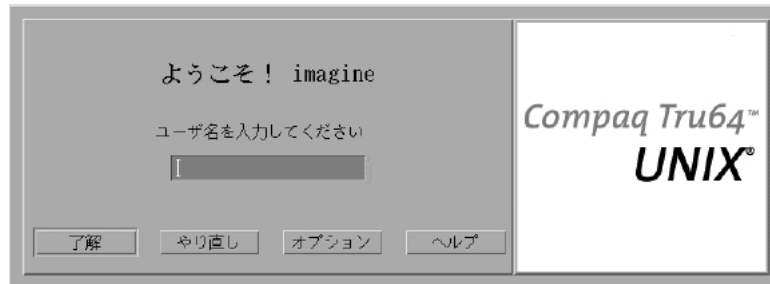 ようこそ！ imagine
ユーザ名を入力してください
了解
やり直し
オプション
ヘルプ
Compaq Tru64™
UNIX®